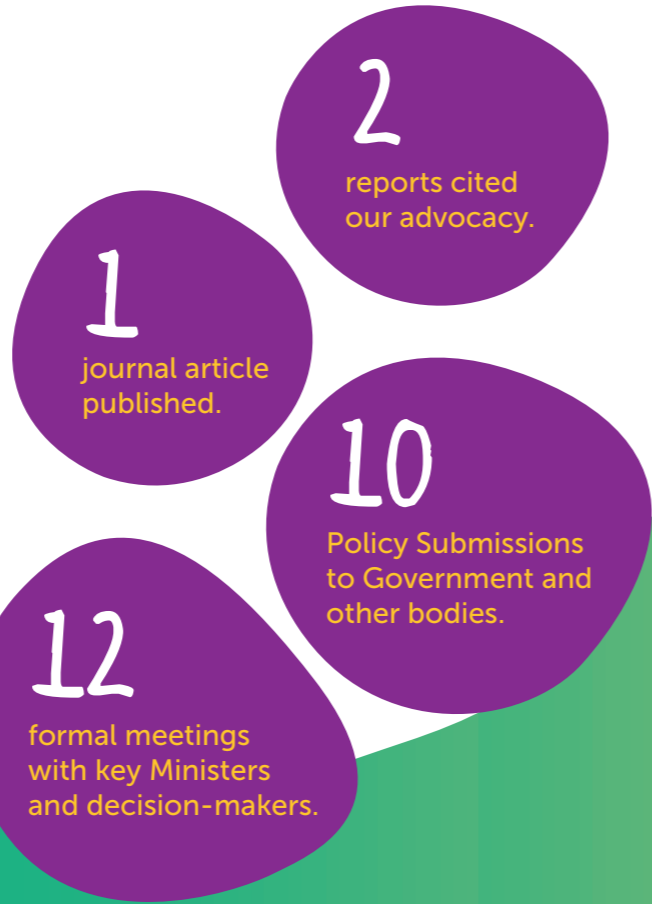 2
reports cited
our advocacy.
1
journal article
published.
10
Policy Submissions
to Government and
other bodies.
12
formal meetings
with key Ministers
and decision-makers.